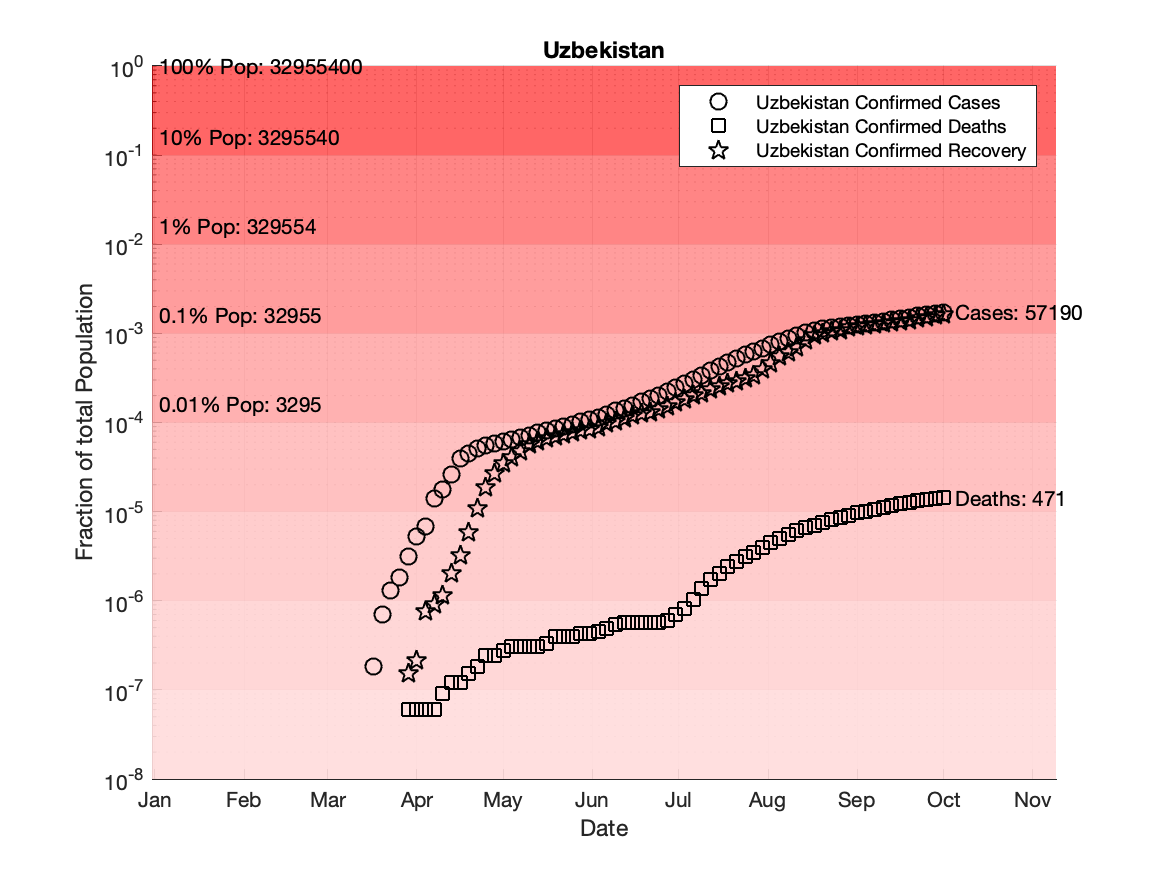 Uzbekistan
10^0
100% Pop: 32955400
Uzbekistan Confirmed Cases
Uzbekistan Confirmed Deaths
Uzbekistan Confirmed Recovery
10% Pop: 3295540
10^-1
1% Pop: 329554
10^-2
0.1% Pop: 32955
Cases: 57190
10^-3
0.01% Pop: 3295
10^-4
Deaths: 471
10^-5
10^-6
10^-7
10^-8
Fraction of total Population
Jan Feb Mar Apr May Jun Jul Aug Sep Oct Nov
Date